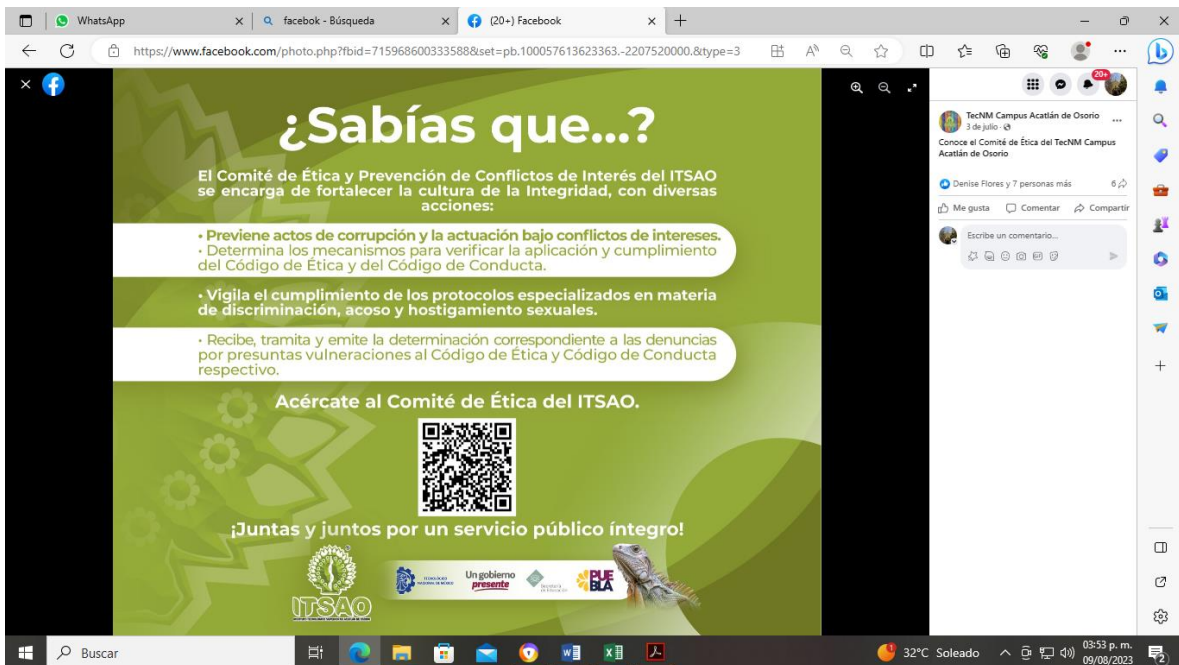 WhatsApp
facebok - Búsqueda
(20+) Facebook
https://www.facebook.com/photo.php?fbid=715968600333588&set=pb.100057613623363.-2207520000.&type=3
20+
¿Sabías que...?
El Comité de Ética y Prevención de Conflictos de Interés del ITSAO
se encarga de fortalecer la cultura de la Integridad, con diversas
acciones:
• Previene actos de corrupción y la actuación bajo conflictos de intereses.
• Determina los mecanismos para verificar la aplicación y cumplimiento
del Código de Ética y del Código de Conducta.
• Vigila el cumplimiento de los protocolos especializados en materia
de discriminación, acoso y hostigamiento sexuales.
• Recibe, tramita y emite la determinación correspondiente a las denuncias
por presuntas vulneraciones al Código de Ética y Código de Conducta
respectivo.
Acércate al Comité de Ética del ITSAO.
¡Juntas y juntos por un servicio público íntegro!
ITSAO
Un gobierno
presente
PUE
BLA
TecNM Campus Acatlán de Osorio
3 de julio ·
Conoce el Comité de Ética del TecNM Campus
Acatlán de Osorio
Denise Flores y 7 personas más
6
Me gusta
Comentar
Compartir
Escribe un comentario...
Buscar
32°C Soleado
03:53 p. m.
09/08/2023
2